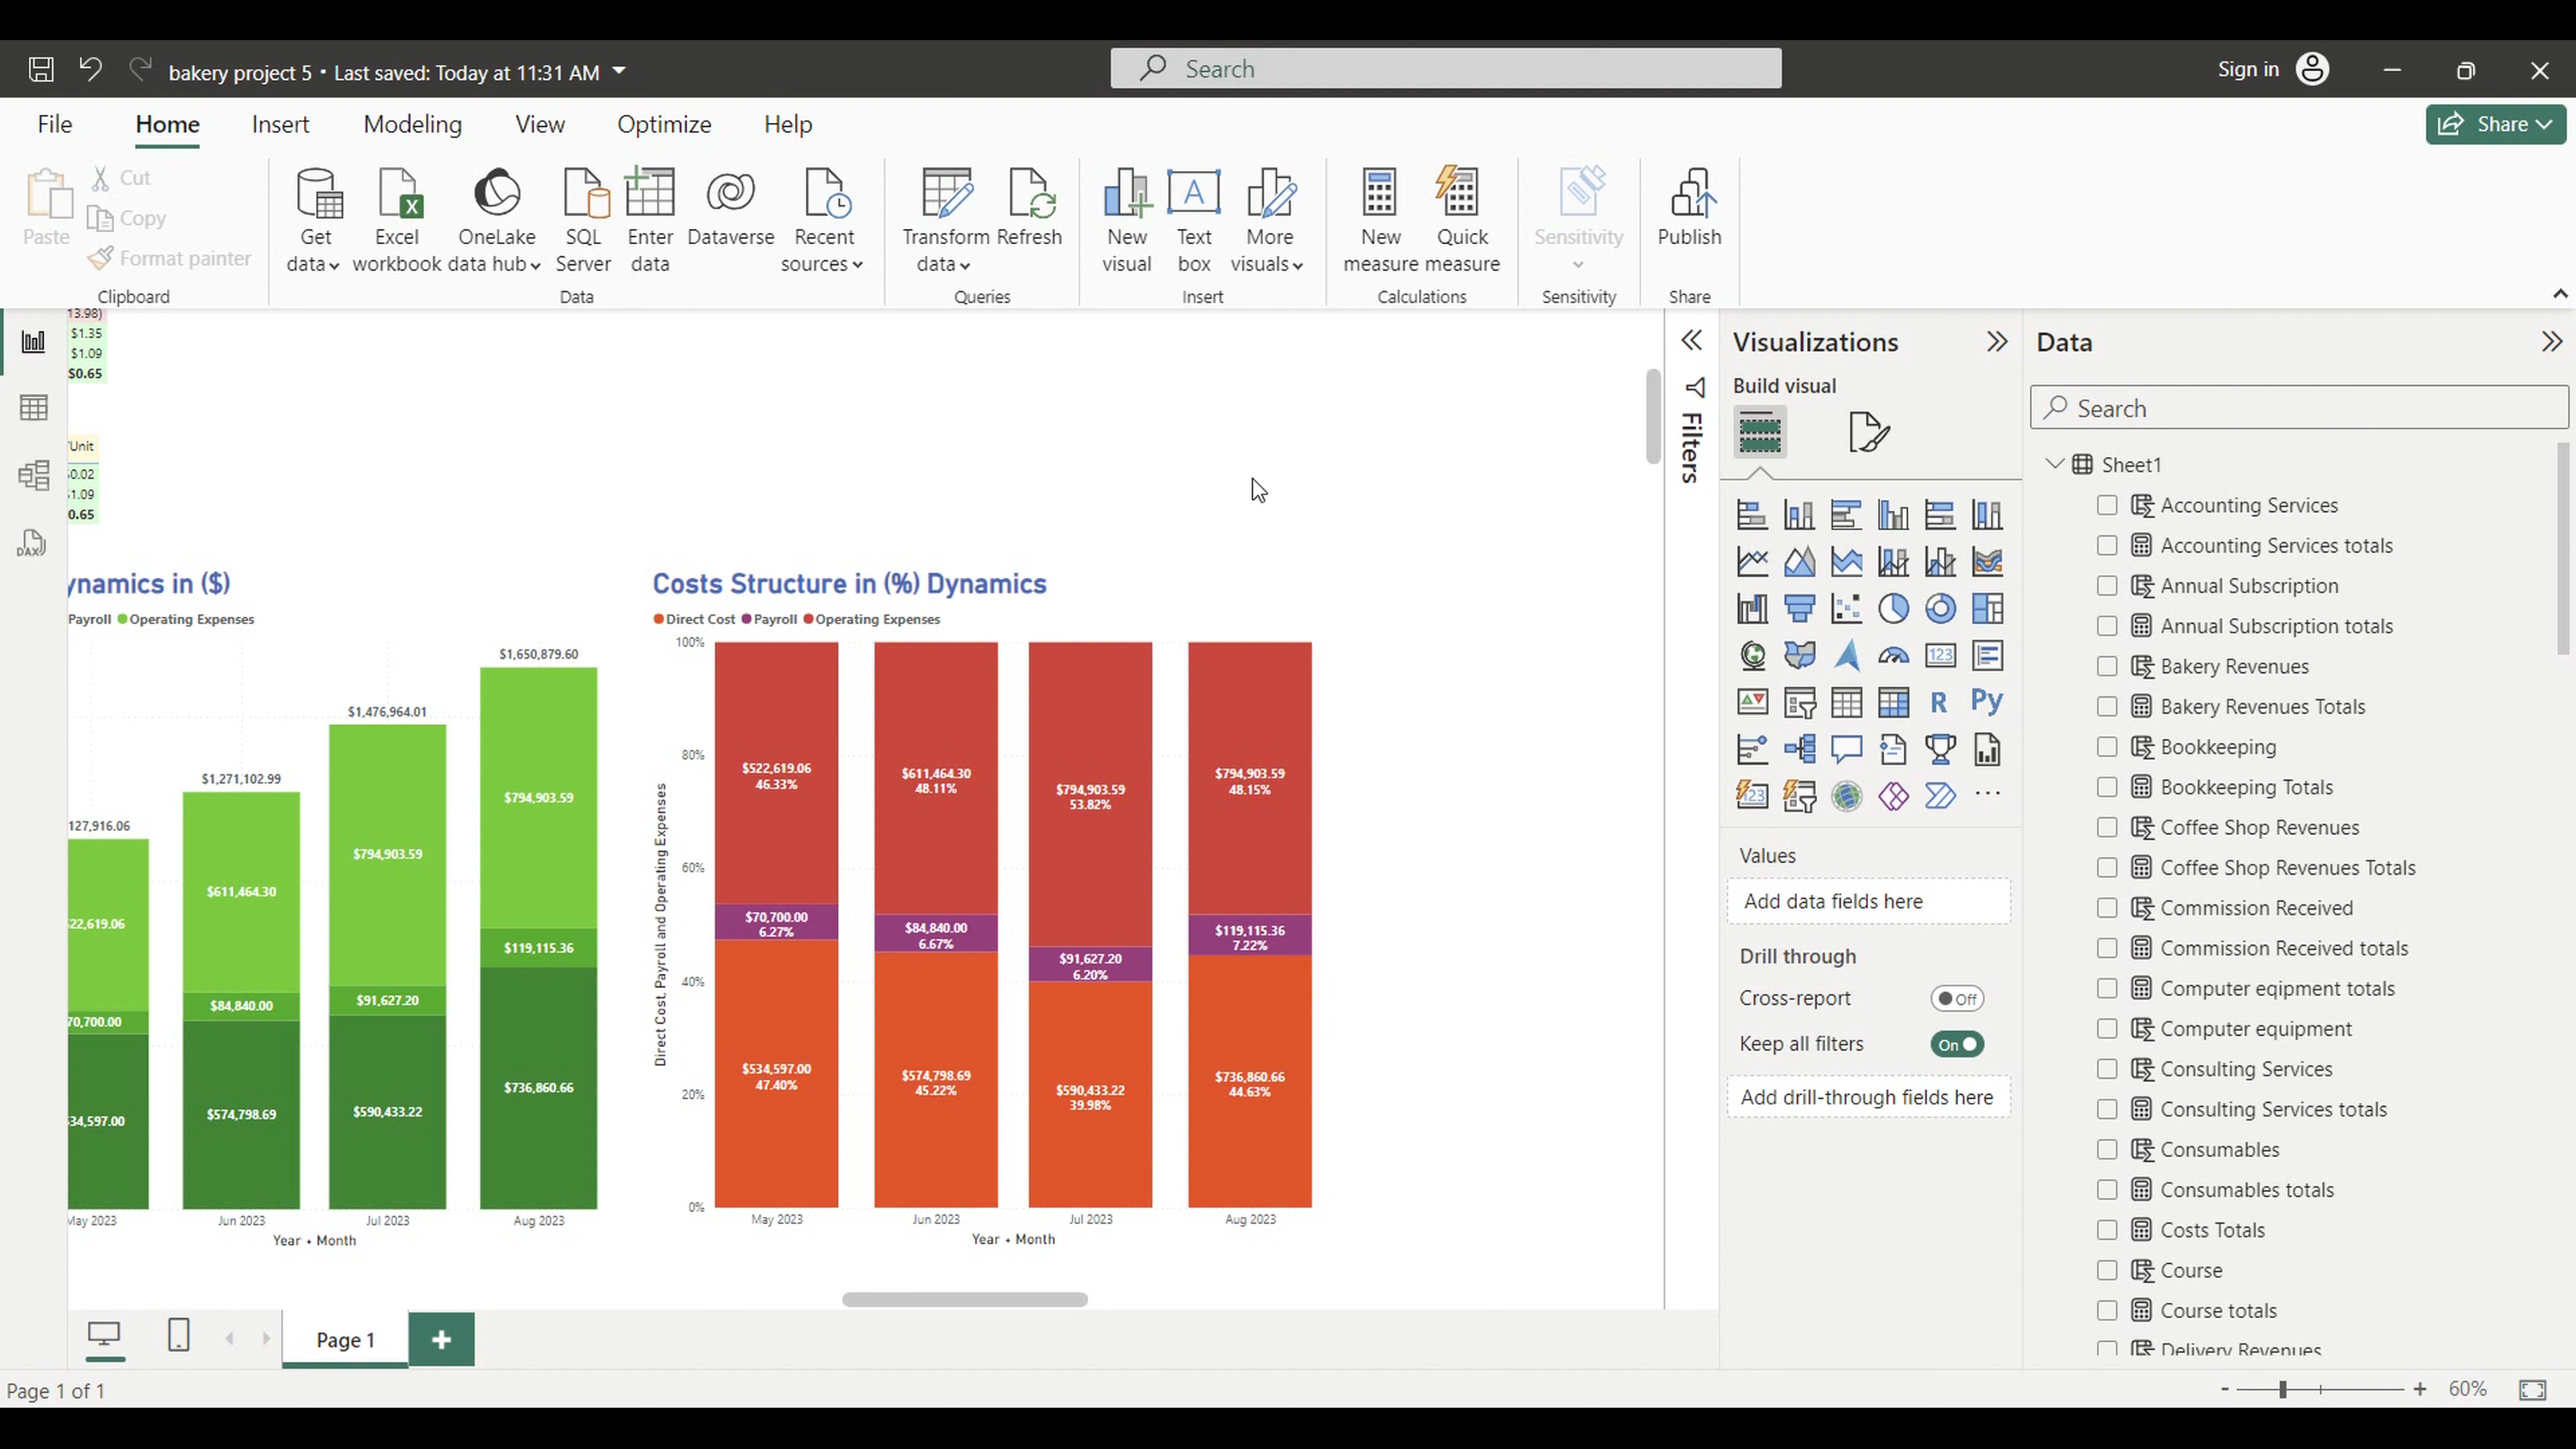 bakery project 5 • Last saved: Today at 11:31 AM
Search
Sign in
File Home Insert Modeling View Optimize Help
Share
Paste
Cut
Copy
Format painter
Clipboard
Get data
Excel workbook
OneLake data hub
SQL Server
Enter data
Dataverse
Recent sources
Data
Transform data
Refresh
Queries
New visual
Text box
More visuals
Insert
New measure
Quick measure
Calculations
Sensitivity
Sensitivity
Publish
Share
DAX
13.98)
$1.35
$1.09
$0.65
/Unit
$0.02
$1.09
0.65
ynamics in ($)
Payroll Operating Expenses
$1,650,879.60
$1,476,964.01
$1,271,102.99
127,916.06
$794,903.59
$794,903.59
$611,464.30
22,619.06
$119,115.36
$91,627.20
$84,840.00
70,700.00
$736,860.66
$590,433.22
$574,798.69
34,597.00
May 2023 Jun 2023 Jul 2023 Aug 2023
Year • Month
Costs Structure in (%) Dynamics
Direct Cost Payroll Operating Expenses
Direct Cost, Payroll and Operating Expenses
100%
80%
60%
40%
20%
0%
$522,619.06
46.33%
$611,464.30
48.11%
$794,903.59
53.82%
$794,903.59
48.15%
$70,700.00
6.27%
$84,840.00
6.67%
$91,627.20
6.20%
$119,115.36
7.22%
$534,597.00
47.40%
$574,798.69
45.22%
$590,433.22
39.98%
$736,860.66
44.63%
May 2023 Jun 2023 Jul 2023 Aug 2023
Year • Month
Filters
Visualizations
Build visual
123
R Py
123
Values
Add data fields here
Drill through
Cross-report
Off
Keep all filters
On
Add drill-through fields here
Data
Search
Sheet1
Accounting Services
Accounting Services totals
Annual Subscription
Annual Subscription totals
Bakery Revenues
Bakery Revenues Totals
Bookkeeping
Bookkeeping Totals
Coffee Shop Revenues
Coffee Shop Revenues Totals
Commission Received
Commission Received totals
Computer eqipment totals
Computer equipment
Consulting Services
Consulting Services totals
Consumables
Consumables totals
Costs Totals
Course
Course totals
Delivery Revenues
Page 1
Page 1 of 1
- + 60%